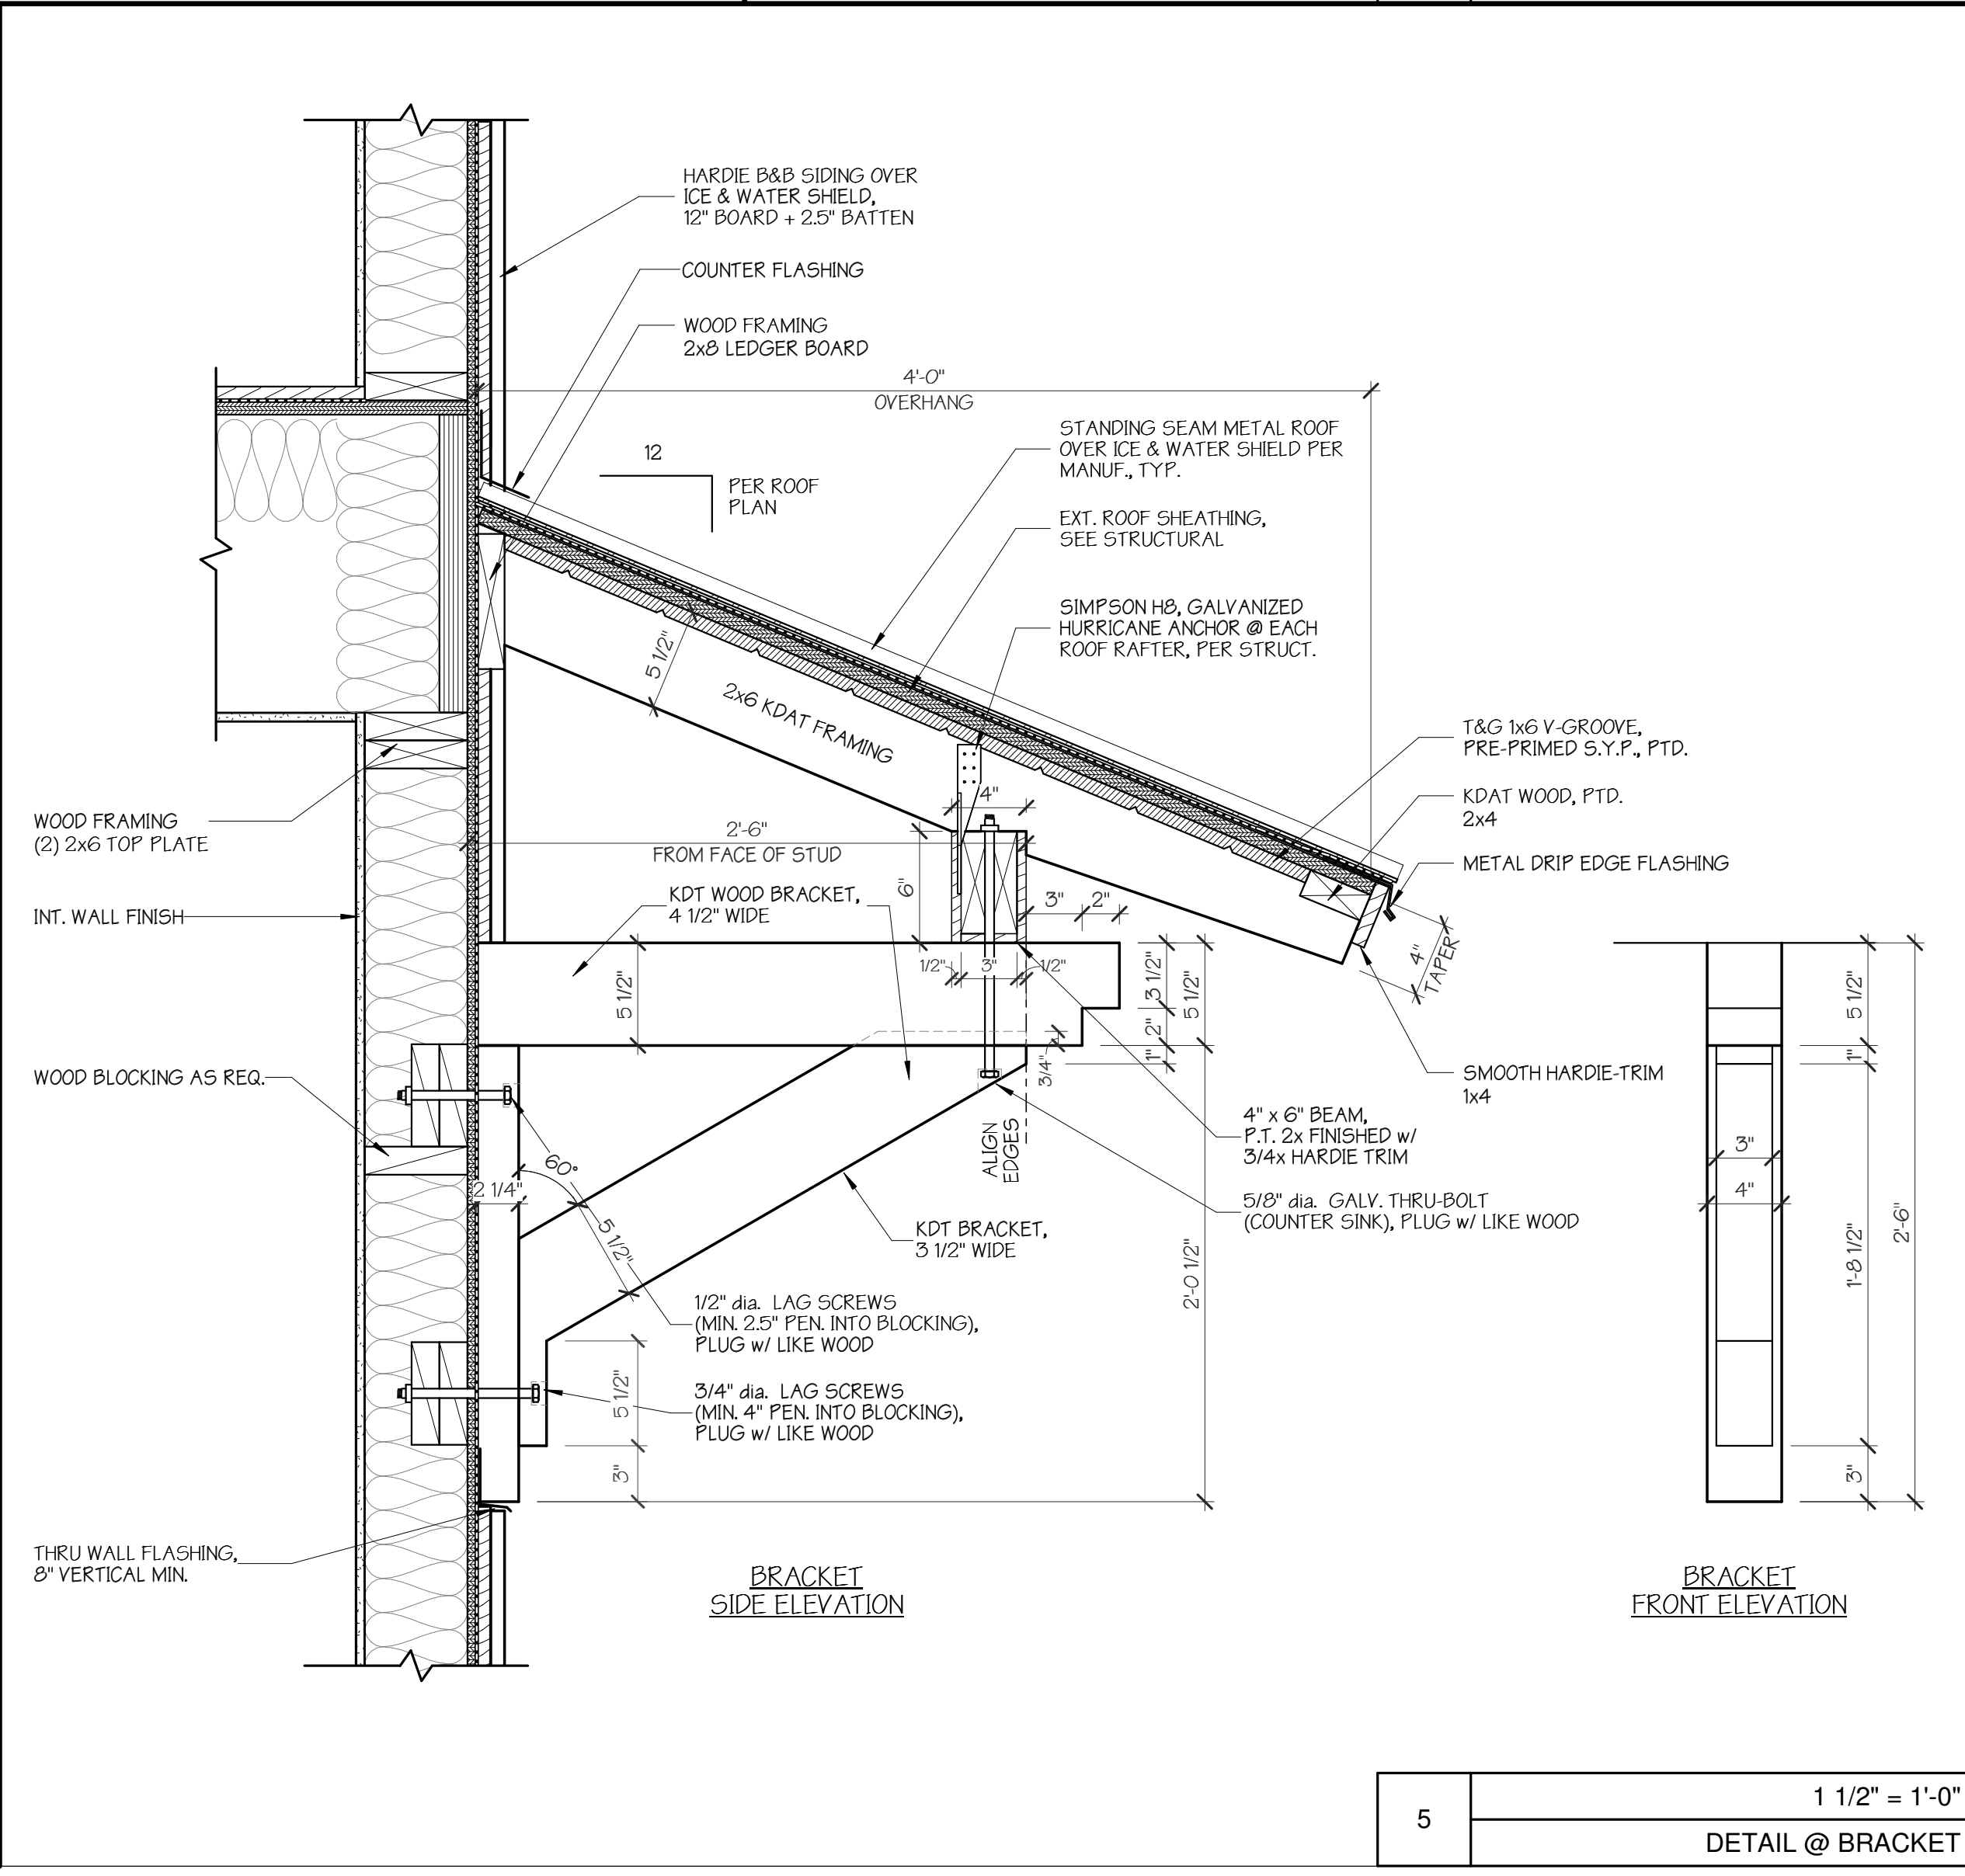 HARDIE B&B SIDING OVER
ICE & WATER SHIELD,
12" BOARD + 2.5" BATTEN
COUNTER FLASHING
WOOD FRAMING
2x8 LEDGER BOARD
4'-0"
OVERHANG
12
PER ROOF
PLAN
STANDING SEAM METAL ROOF
OVER ICE & WATER SHIELD PER
MANUF., TYP.
EXT. ROOF SHEATHING,
SEE STRUCTURAL
SIMPSON H8, GALVANIZED
HURRICANE ANCHOR @ EACH
ROOF RAFTER, PER STRUCT.
5 1/2"
2x6 KDAT FRAMING
T&G 1x6 V-GROOVE,
PRE-PRIMED S.Y.P., PTD.
KDAT WOOD, PTD.
2x4
METAL DRIP EDGE FLASHING
4"
TAPER
WOOD FRAMING
(2) 2x6 TOP PLATE
4"
2'-6"
FROM FACE OF STUD
6"
KDT WOOD BRACKET,
4 1/2" WIDE
3"
2"
INT. WALL FINISH
5 1/2"
1/2"
3"
1/2"
3 1/2"
5 1/2"
2"
1"
3/4"
WOOD BLOCKING AS REQ.
SMOOTH HARDIE-TRIM
1x4
ALIGN
EDGES
4" x 6" BEAM,
P.T. 2x FINISHED w/
3/4x HARDIE TRIM
60°
2 1/4"
5 1/2"
5/8" dia. GALV. THRU-BOLT
(COUNTER SINK), PLUG w/ LIKE WOOD
KDT BRACKET,
3 1/2" WIDE
2'-0 1/2"
1/2" dia. LAG SCREWS
(MIN. 2.5" PEN. INTO BLOCKING),
PLUG w/ LIKE WOOD
3/4" dia. LAG SCREWS
(MIN. 4" PEN. INTO BLOCKING),
PLUG w/ LIKE WOOD
5 1/2"
3"
THRU WALL FLASHING,
8" VERTICAL MIN.
BRACKET
SIDE ELEVATION
5 1/2"
1"
3"
4"
1'-8 1/2"
2'-6"
3"
BRACKET
FRONT ELEVATION
5
1 1/2" = 1'-0"
DETAIL @ BRACKET